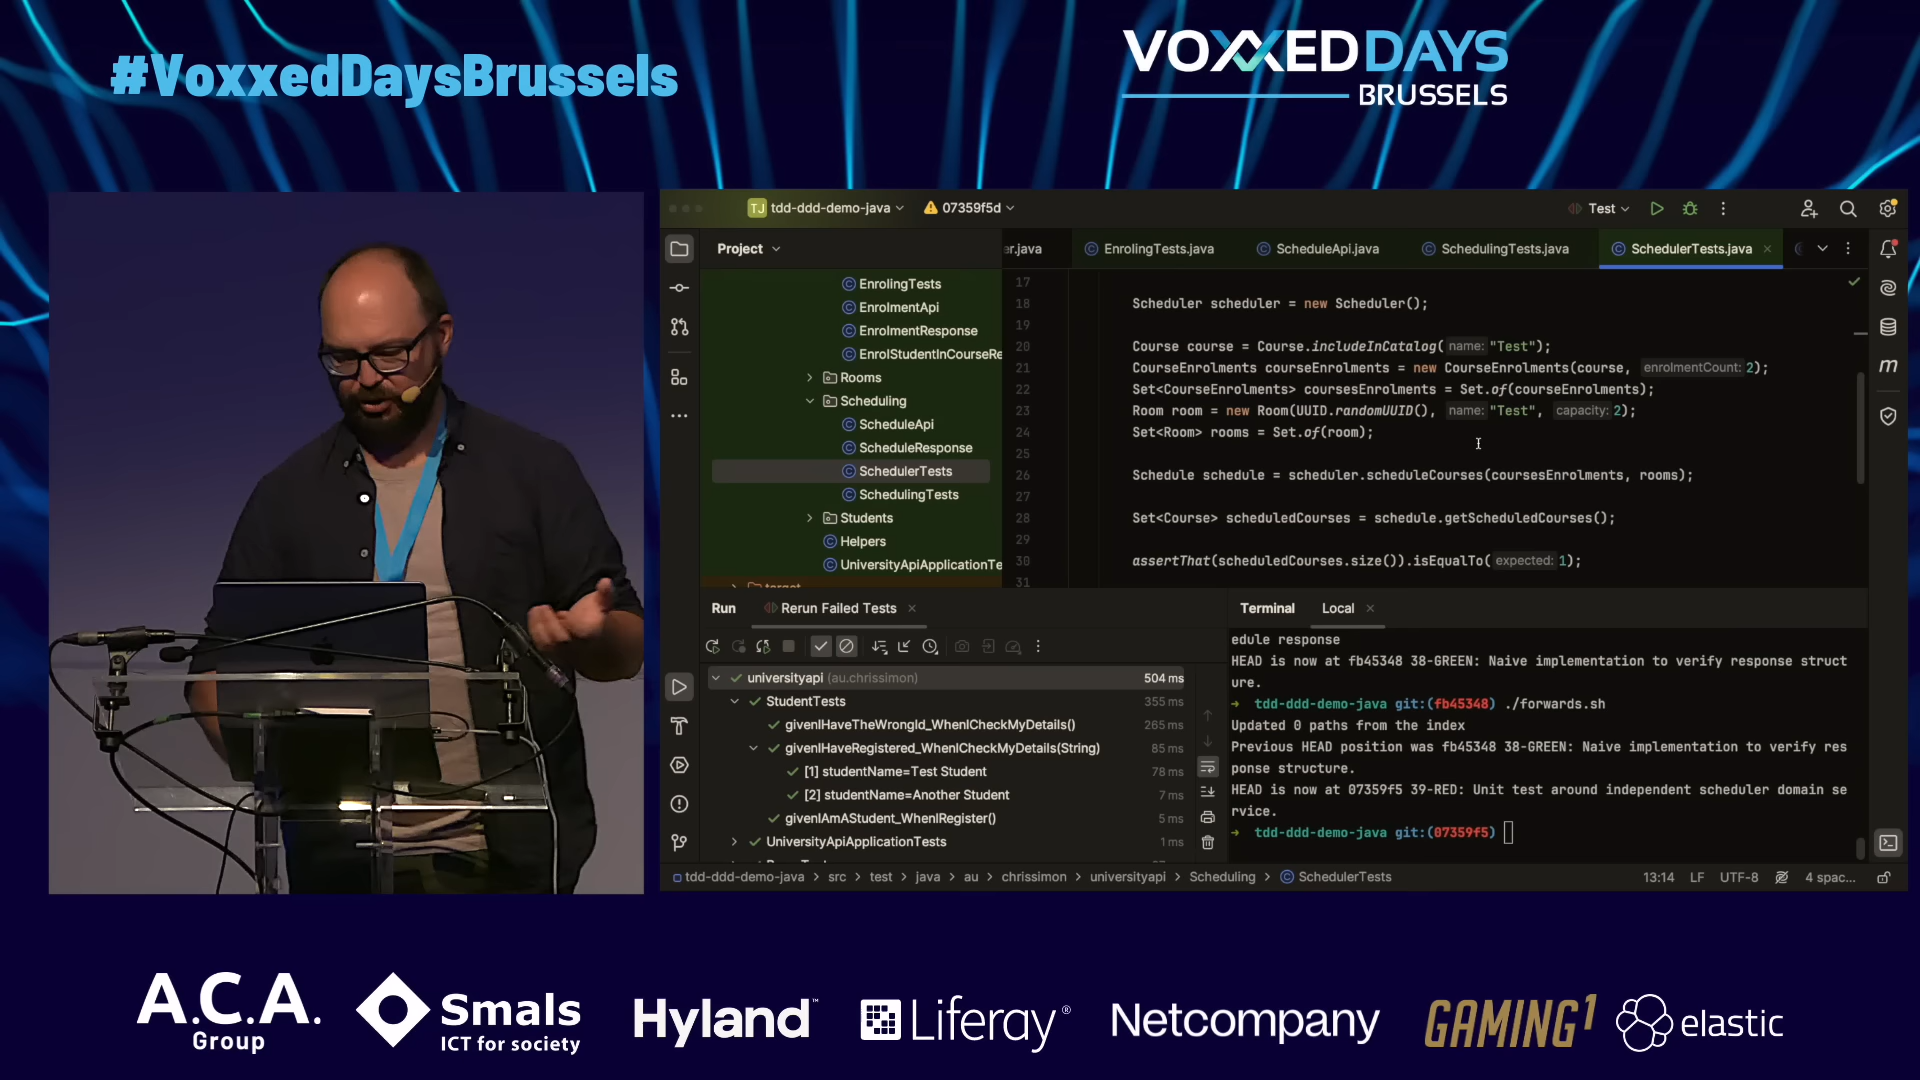 #VoxxedDaysBrussels
VOXXEDDAYS
BRUSSELS
TJ tdd-ddd-demo-java
07359f5d
Test
Project
er.java
EnrolingTests.java
ScheduleApi.java
SchedulingTests.java
SchedulerTests.java
EnrolingTests
EnrolmentApi
EnrolmentResponse
EnrolStudentInCourseRe
Rooms
Scheduling
ScheduleApi
ScheduleResponse
SchedulerTests
SchedulingTests
Students
Helpers
UniversityApiApplicationTe
target
17
18 Scheduler scheduler = new Scheduler();
19
20 Course course = Course.includeInCatalog( name: "Test");
21 CourseEnrolments courseEnrolments = new CourseEnrolments(course, enrolmentCount: 2);
22 Set<CourseEnrolments> coursesEnrolments = Set.of(courseEnrolments);
23 Room room = new Room(UUID.randomUUID(), name: "Test", capacity: 2);
24 Set<Room> rooms = Set.of(room);
25
26 Schedule schedule = scheduler.scheduleCourses(coursesEnrolments, rooms);
27
28 Set<Course> scheduledCourses = schedule.getScheduledCourses();
29
30 assertThat(scheduledCourses.size()).isEqualTo( expected: 1);
31
Run
Rerun Failed Tests
universityapi (au.chrissimon) 504 ms
StudentTests 355 ms
givenIHaveTheWrongId_WhenICheckMyDetails() 265 ms
givenIHaveRegistered_WhenICheckMyDetails(String) 85 ms
[1] studentName=Test Student 78 ms
[2] studentName=Another Student 7 ms
givenIAmAStudent_WhenIRegister() 5 ms
UniversityApiApplicationTests 1 ms
Terminal
Local
edule response
HEAD is now at fb45348 38-GREEN: Naive implementation to verify response struct
ure.
→ tdd-ddd-demo-java git:(fb45348) ./forwards.sh
Updated 0 paths from the index
Previous HEAD position was fb45348 38-GREEN: Naive implementation to verify res
ponse structure.
HEAD is now at 07359f5 39-RED: Unit test around independent scheduler domain se
rvice.
→ tdd-ddd-demo-java git:(07359f5)
tdd-ddd-demo-java > src > test > java > au > chrissimon > universityapi > Scheduling > SchedulerTests
13:14 LF UTF-8 4 spac...
A.C.A.
Group
Smals
ICT for society
Hyland™
Liferay®
Netcompany
GAMING1
elastic